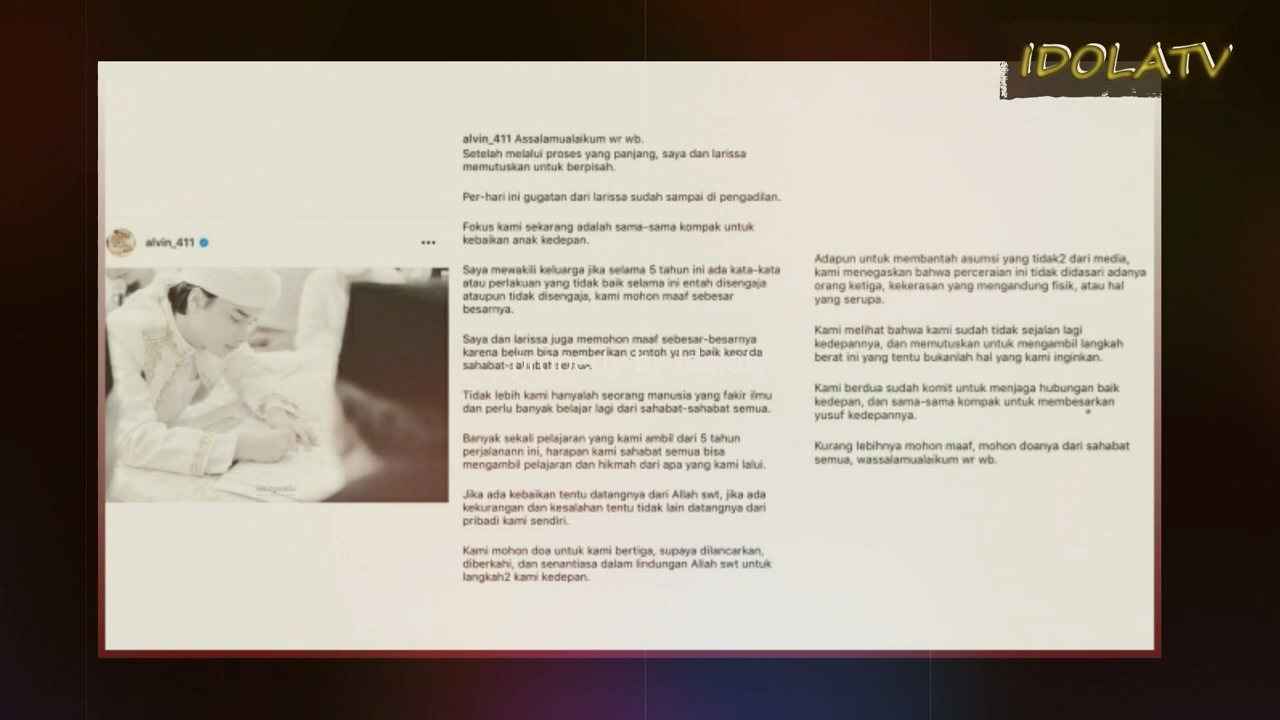 IDOLATV
alvin_411
alvin_411 Assalamualaikum wr wb.
Setelah melalui proses yang panjang, saya dan larissa
memutuskan untuk berpisah.
Per-hari ini gugatan dari larissa sudah sampai di pengadilan.
Fokus kami sekarang adalah sama-sama kompak untuk
kebaikan anak kedepan.
Saya mewakili keluarga jika selama 5 tahun ini ada kata-kata
atau perlakuan yang tidak baik selama ini entah disengaja
ataupun tidak disengaja, kami mohon maaf sebesar
besarnya.
Saya dan larissa juga memohon maaf sebesar-besarnya
karena belum bisa memberikan contoh yang baik
sahabat-
Tidak lebih kami hanyalah seorang manusia yang fakir ilmu
dan perlu banyak belajar lagi dari sahabat-sahabat semua.
Banyak sekali pelajaran yang kami ambil dari 5 tahun
perjalanann ini, harapan kami sahabat semua bisa
mengambil pelajaran dan hikmah dari apa yang kami lalui.
Jika ada kebaikan tentu datangnya dari Allah swt, jika ada
kekurangan dan kesalahan tentu tidak lain datangnya dari
pribadi kami sendiri.
Kami mohon doa untuk kami bertiga, supaya dilancarkan,
diberkahi, dan senantiasa dalam lindungan Allah swt untuk
langkah2 kami kedepan.
Adapun untuk membantah asumsi yang tidak2 dari media,
kami menegaskan bahwa perceraian ini tidak didasari adanya
orang ketiga, kekerasan yang mengandung fisik, atau hal
yang serupa.
Kami melihat bahwa kami sudah tidak sejalan lagi
kedepannya, dan memutuskan untuk mengambil langkah
berat ini yang tentu bukanlah hal yang kami inginkan.
Kami berdua sudah komit untuk menjaga hubungan baik
kedepan, dan sama-sama kompak untuk membesarkan
yusuf kedepannya.
Kurang lebihnya mohon maaf, mohon doanya dari sahabat
semua, wassalamualaikum wr wb.